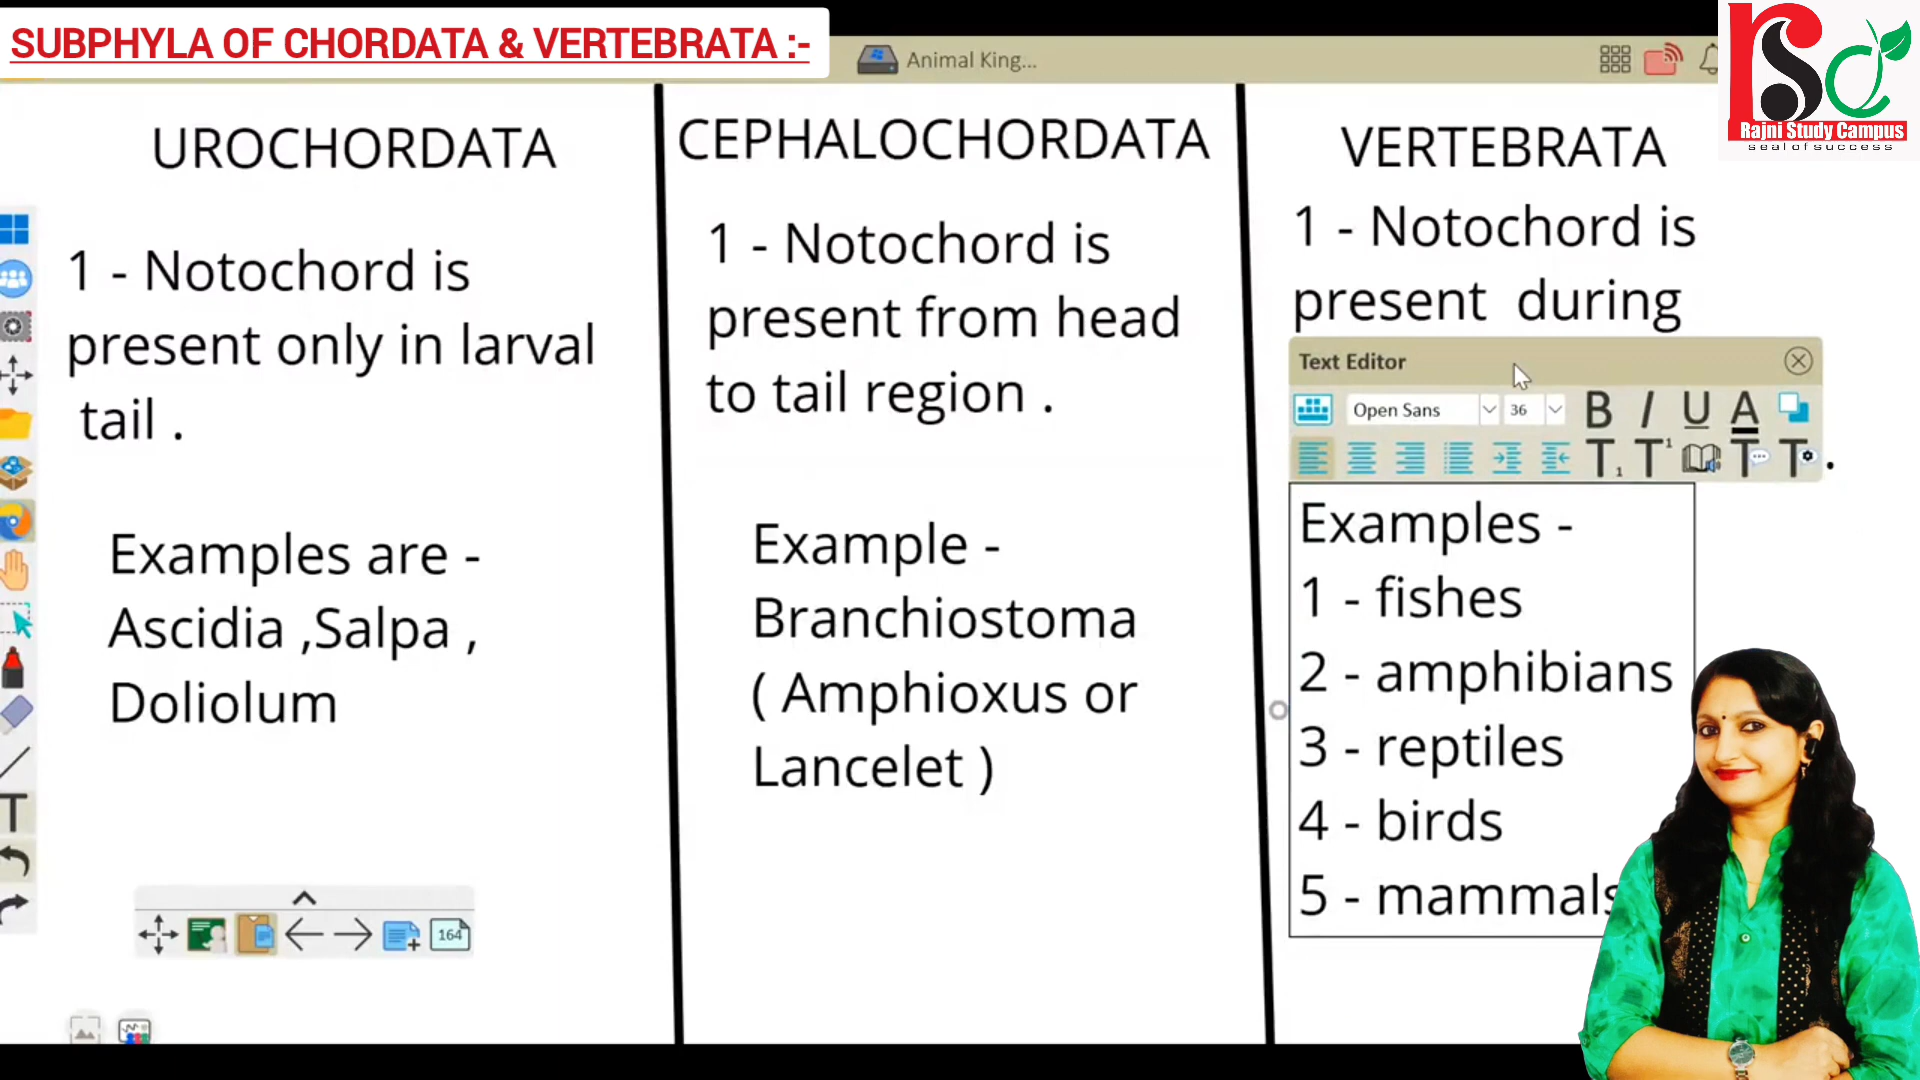 SUBPHYLA OF CHORDATA & VERTEBRATA :-
Animal King...
rsc
Rajni Study Campus
seal of success
UROCHORDATA
1 - Notochord is
present only in larval
tail .
Examples are -
Ascidia ,Salpa ,
Doliolum
164
CEPHALOCHORDATA
1 - Notochord is
present from head
to tail region .
Example -
Branchiostoma
( Amphioxus or
Lancelet )
VERTEBRATA
1 - Notochord is
present during
Text Editor
Open Sans 36 B I U A
T1 T1 T T .
Examples -
1 - fishes
2 - amphibians
3 - reptiles
4 - birds
5 - mammals